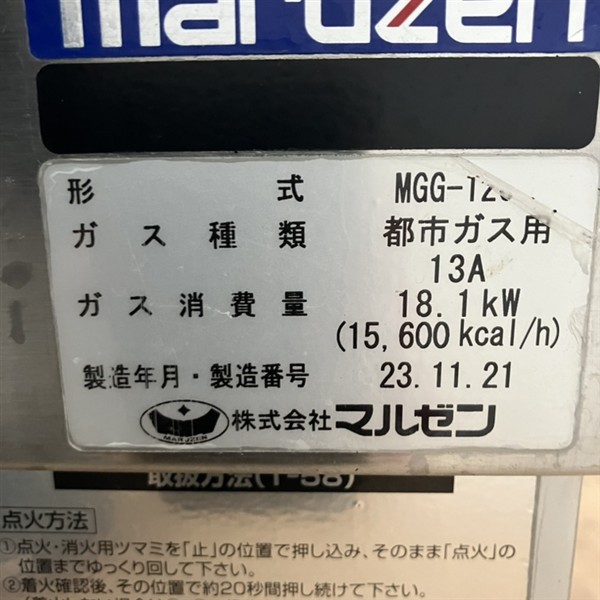 maruzen
形式 MGG-12
ガス種類 都市ガス用
13A
ガス消費量 18.1kW
(15,600kcal/h)
製造年月・製造番号 23.11.21
MARUZEN 株式会社マルゼン
取扱方法(T-58)
点火方法
①点火・消火用ツマミを「止」の位置で押し込み、そのまま「点火」の
位置までゆっくり回して下さい。
②着火確認後、その位置で約20秒間押し続けて下さい。